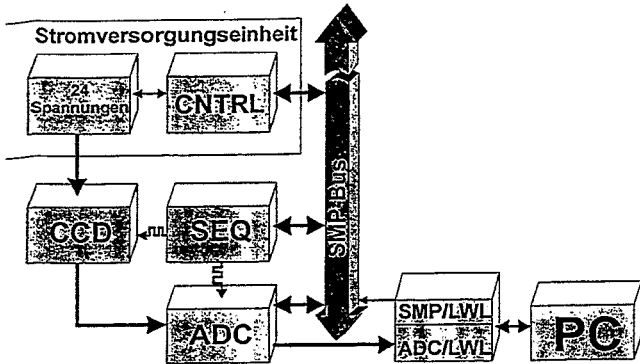 Stromversorgungseinheit
24
Spannungen
CNTRL
SMP-Bus
CCD
SEQ
ADC
SMP/LWL
ADC/LWL
PC